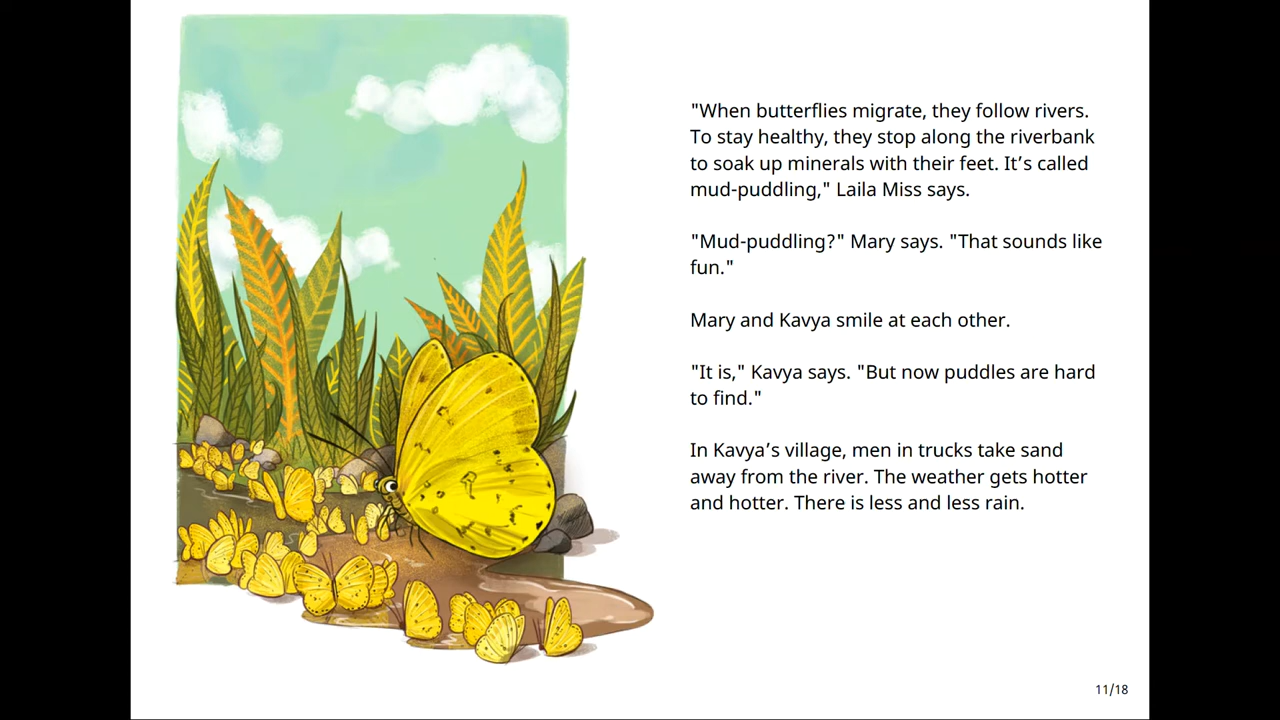 "When butterflies migrate, they follow rivers.
To stay healthy, they stop along the riverbank
to soak up minerals with their feet. It’s called
mud-puddling," Laila Miss says.
"Mud-puddling?" Mary says. "That sounds like
fun."
Mary and Kavya smile at each other.
"It is," Kavya says. "But now puddles are hard
to find."
In Kavya’s village, men in trucks take sand
away from the river. The weather gets hotter
and hotter. There is less and less rain.
11/18